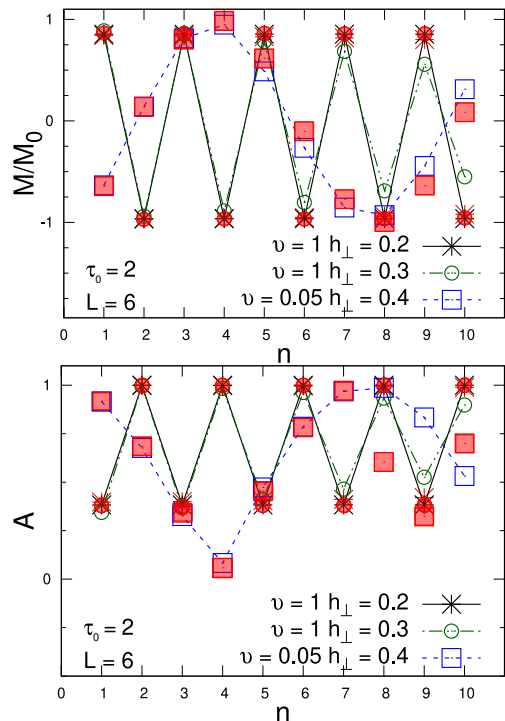 1
0
-1
M/M₀
υ = 1 h⊥ = 0.2
υ = 1 h⊥ = 0.3
υ = 0.05 h⊥ = 0.4
τ₀ = 2
L = 6
0 1 2 3 4 5 6 7 8 9 10
n
1
0
A
υ = 1 h⊥ = 0.2
υ = 1 h⊥ = 0.3
υ = 0.05 h⊥ = 0.4
τ₀ = 2
L = 6
0 1 2 3 4 5 6 7 8 9 10
n